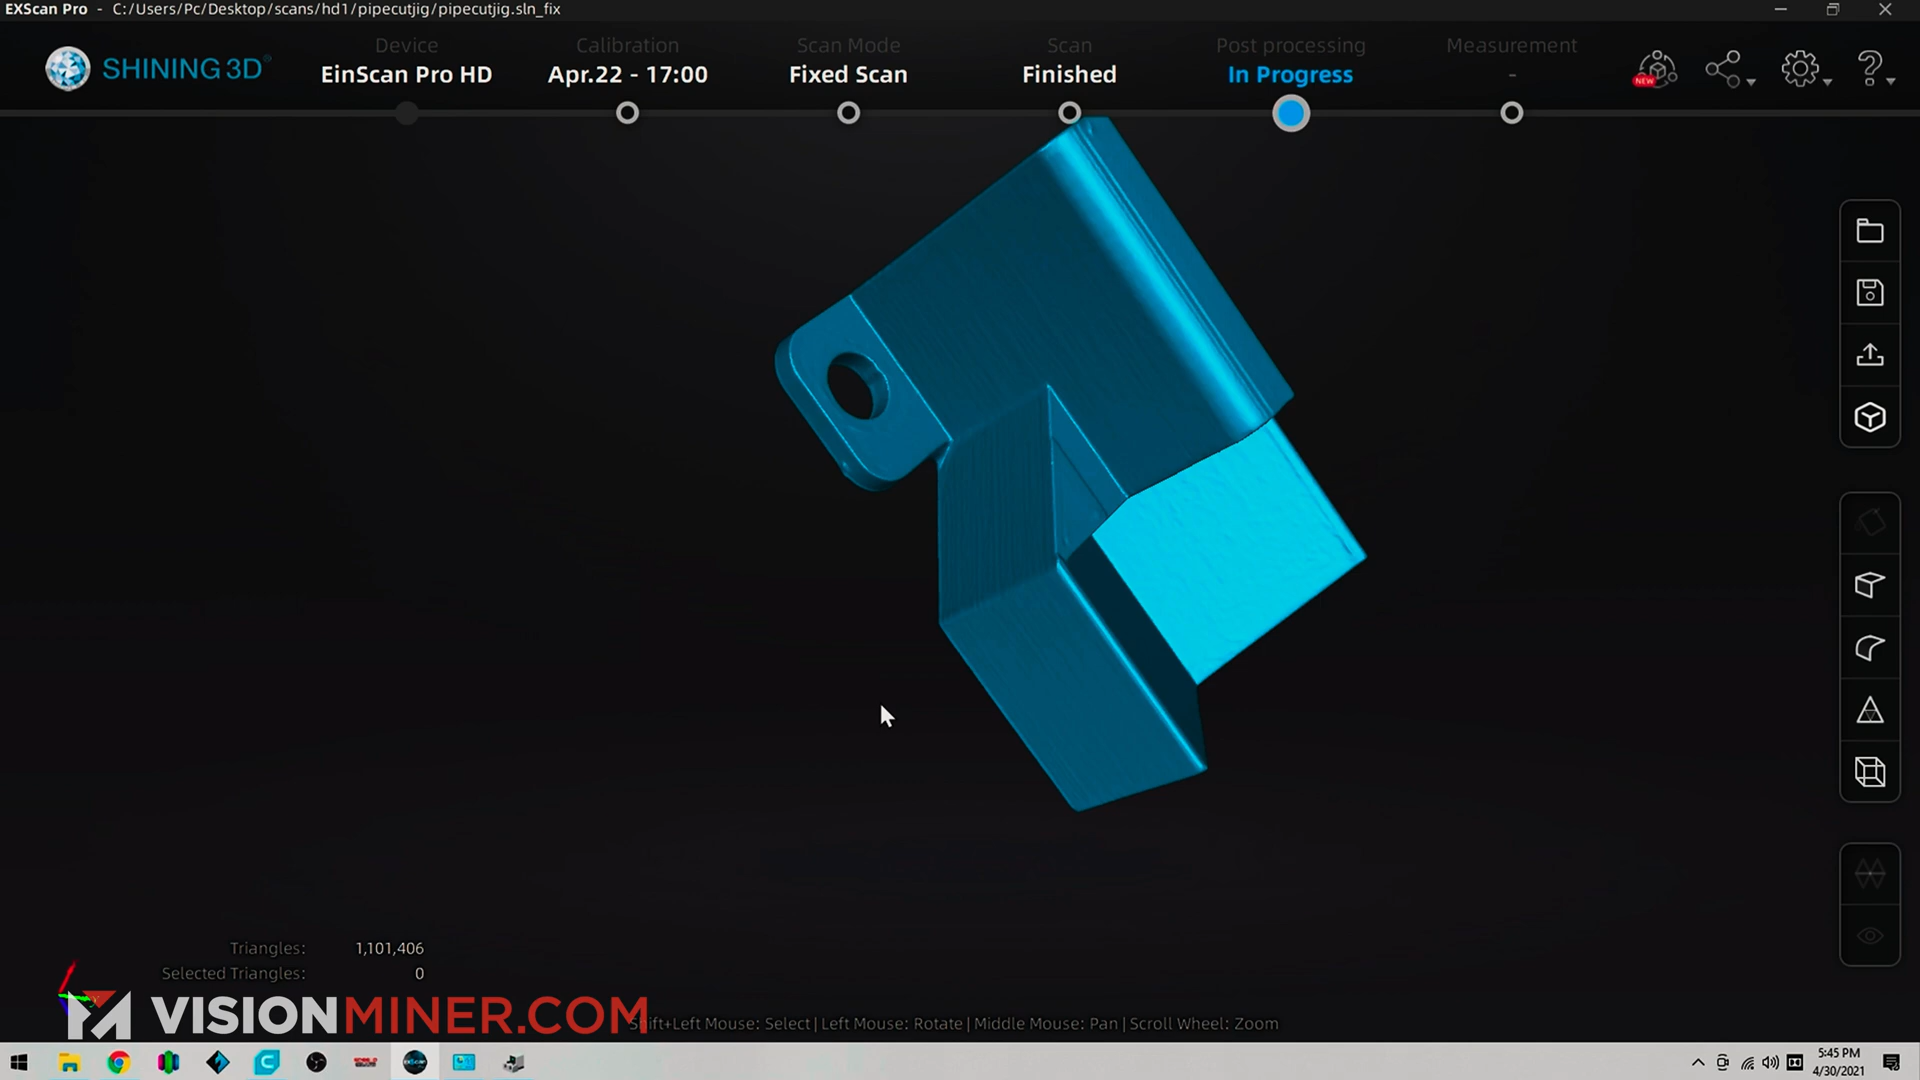 EXScan Pro - C:/Users/Pc/Desktop/scans/hd1/pipecutjig/pipecutjig.sln_fix
SHINING 3D®
Device
EinScan Pro HD
Calibration
Apr.22 - 17:00
Scan Mode
Fixed Scan
Scan
Finished
Post processing
In Progress
Measurement
-
NEW
Triangles: 1,101,406
Selected Triangles: 0
VISIONMINER.COM
Shift+Left Mouse: Select | Left Mouse: Rotate | Middle Mouse: Pan | Scroll Wheel: Zoom
5:45 PM
4/30/2021